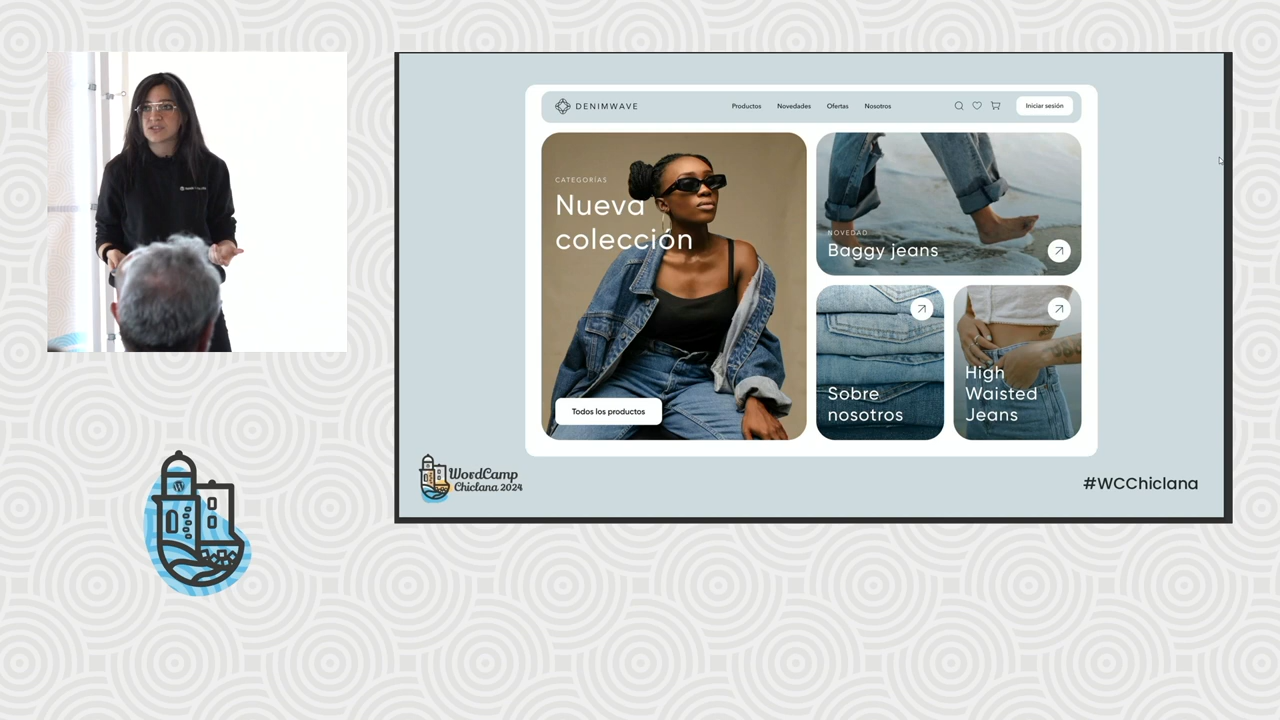 DENIMWAVE
Productos
Novedades
Ofertas
Nosotros
Iniciar sesión
CATEGORÍAS
Nueva
colección
Todos los productos
NOVEDAD
Baggy jeans
Sobre
nosotros
High
Waisted
Jeans
WordCamp
Chiclana 2024
#WCChiclana